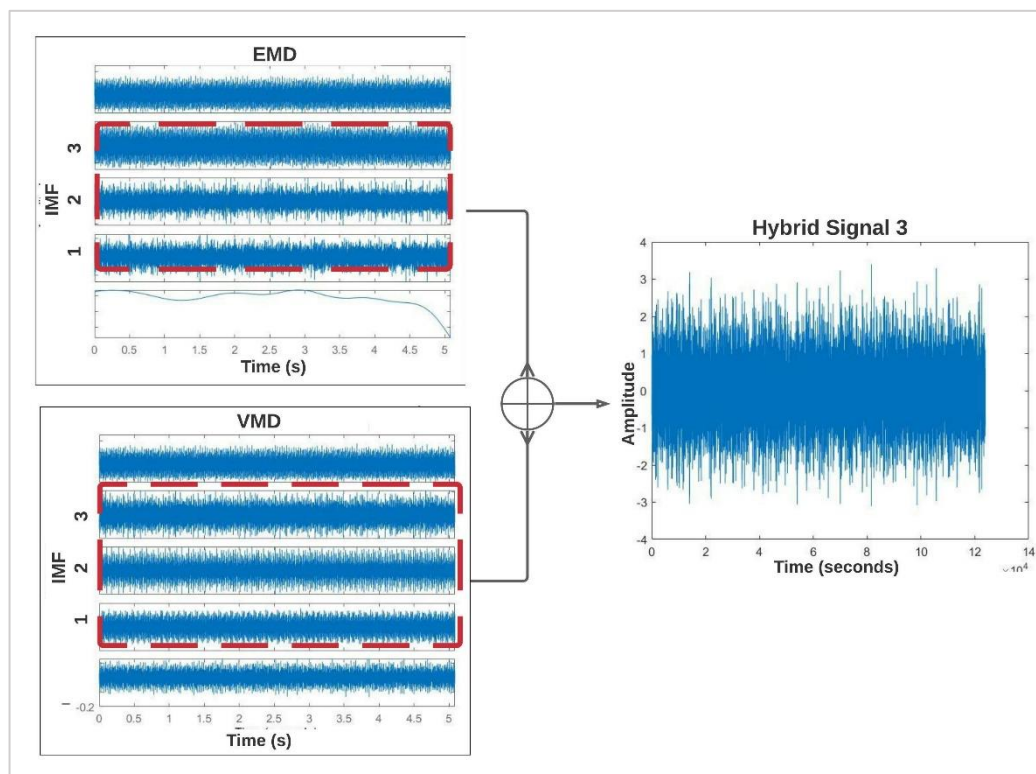 EMD
3
2
1
IMF
0 0.5 1 1.5 2 2.5 3 3.5 4 4.5 5
Time (s)
VMD
3
2
1
IMF
-0.2
0 0.5 1 1.5 2 2.5 3 3.5 4 4.5 5
Time (s)
Hybrid Signal 3
4
3
2
1
0
-1
-2
-3
-4
Amplitude
0 2 4 6 8 10 12 14
Time (seconds)
×10⁴